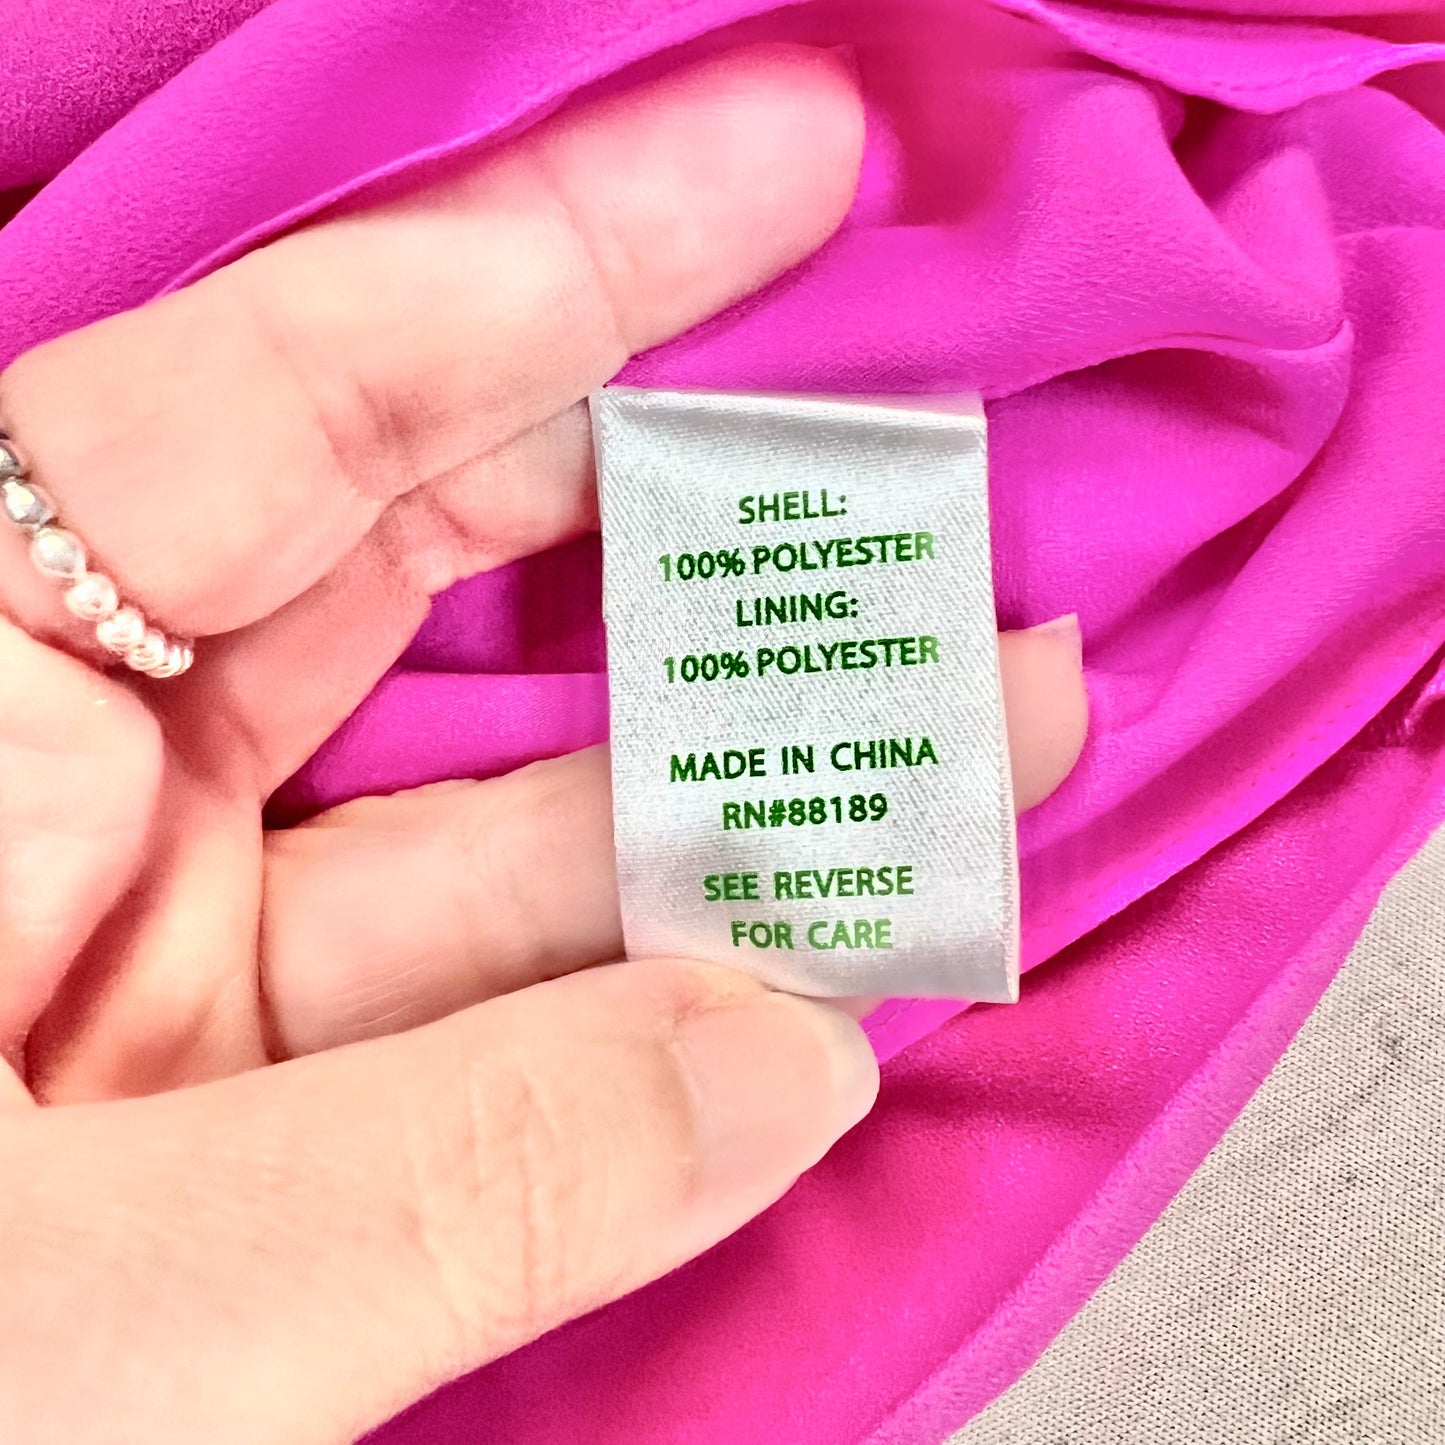 SHELL:
100% POLYESTER
LINING:
100% POLYESTER
MADE IN CHINA
RN#88189
SEE REVERSE
FOR CARE